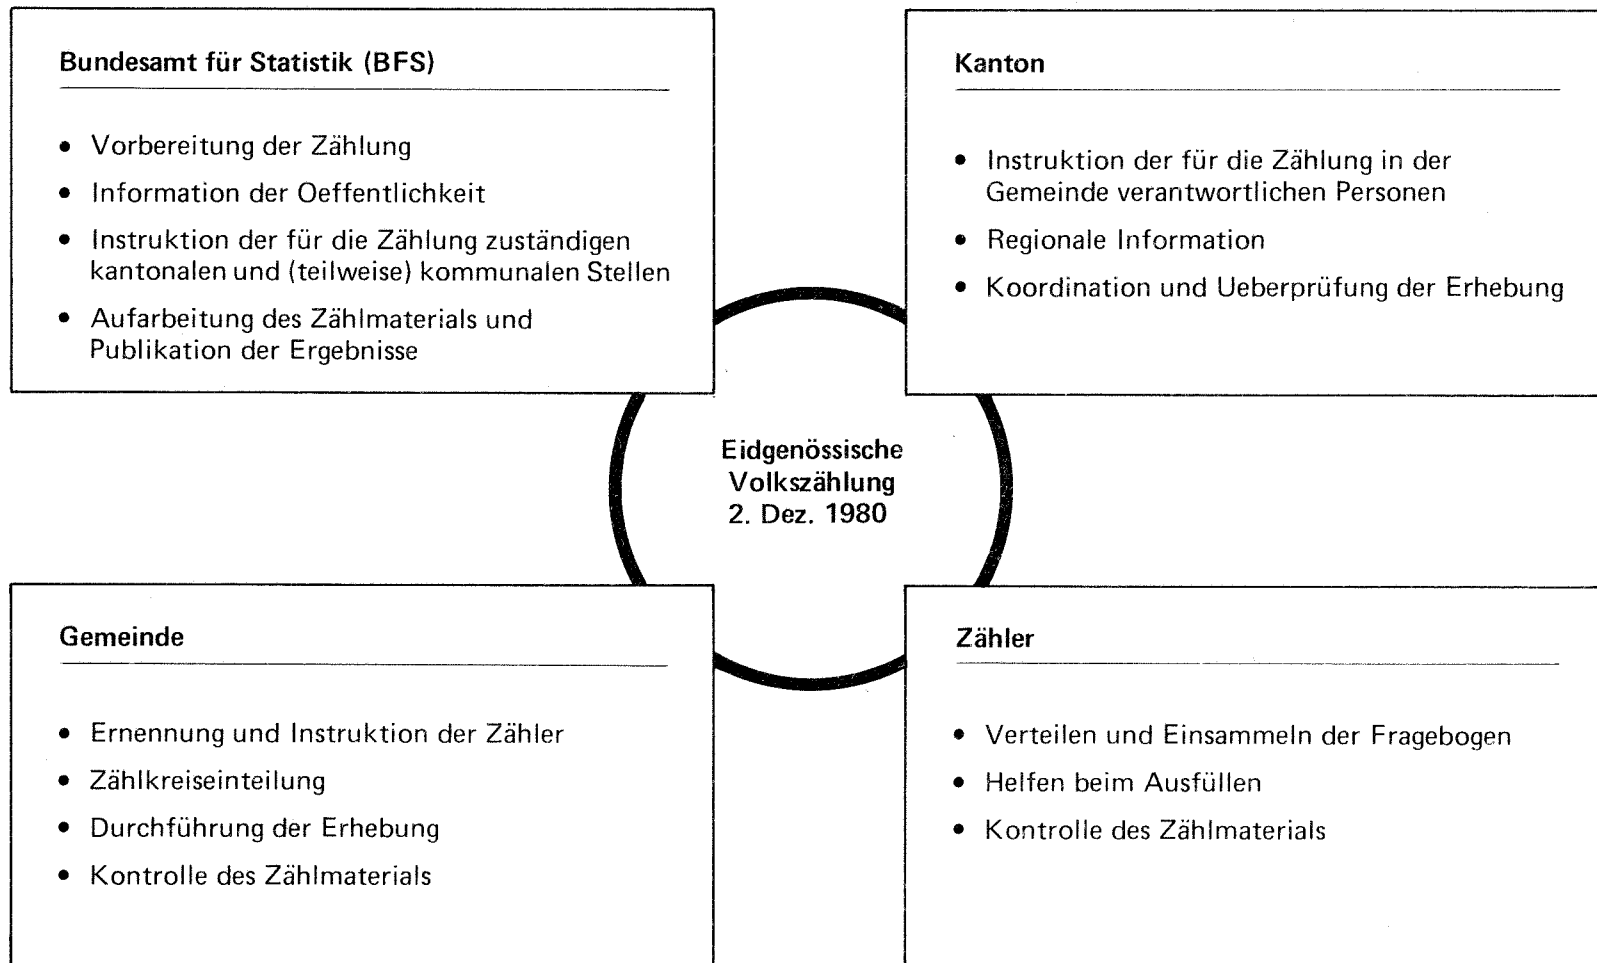 Bundesamt für Statistik (BFS)
• Vorbereitung der Zählung
• Information der Oeffentlichkeit
• Instruktion der für die Zählung zuständigen
kantonalen und (teilweise) kommunalen Stellen
• Aufarbeitung des Zählmaterials und
Publikation der Ergebnisse
Kanton
• Instruktion der für die Zählung in der
Gemeinde verantwortlichen Personen
• Regionale Information
• Koordination und Ueberprüfung der Erhebung
Eidgenössische
Volkszählung
2. Dez. 1980
Gemeinde
• Ernennung und Instruktion der Zähler
• Zählkreiseinteilung
• Durchführung der Erhebung
• Kontrolle des Zählmaterials
Zähler
• Verteilen und Einsammeln der Fragebogen
• Helfen beim Ausfüllen
• Kontrolle des Zählmaterials